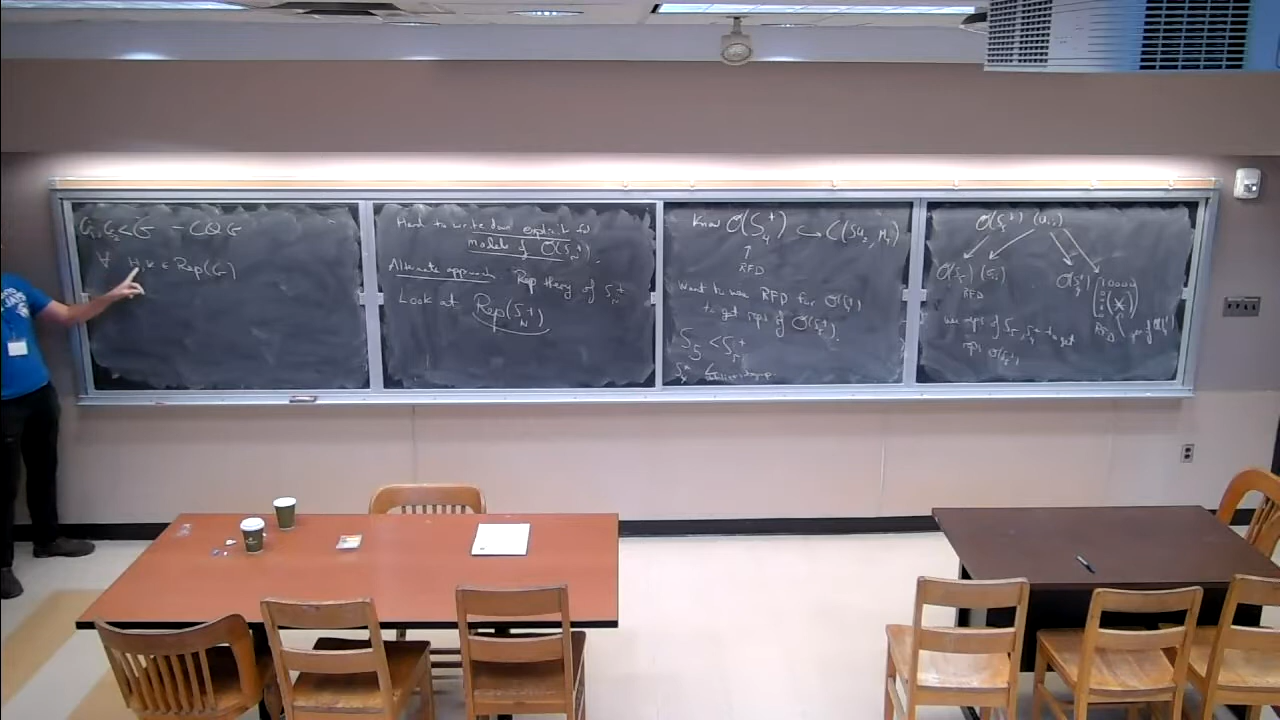 G₁, G₂ < G - CQG
∀ H, K ∈ Rep(G)
Hard to write down explicit
models of O(S_N^+).
Alternate approach Rep theory of S_N^+
Look at Rep(S_N^+)
Know O(S_4^+) ↪ C(SU_2, M_4)
↑
RFD
want to use RFD for O(S_4^+)
to get reps of O(S_5^+).
S_5 < S_5^+
S_4^+
O(S_5^+) (u_ij)
O(S_5) (σ_ij)
RFD
O(S_4^+)
RFD
use reps of S_5, S_4^+ to get
reps O(S_5^+)